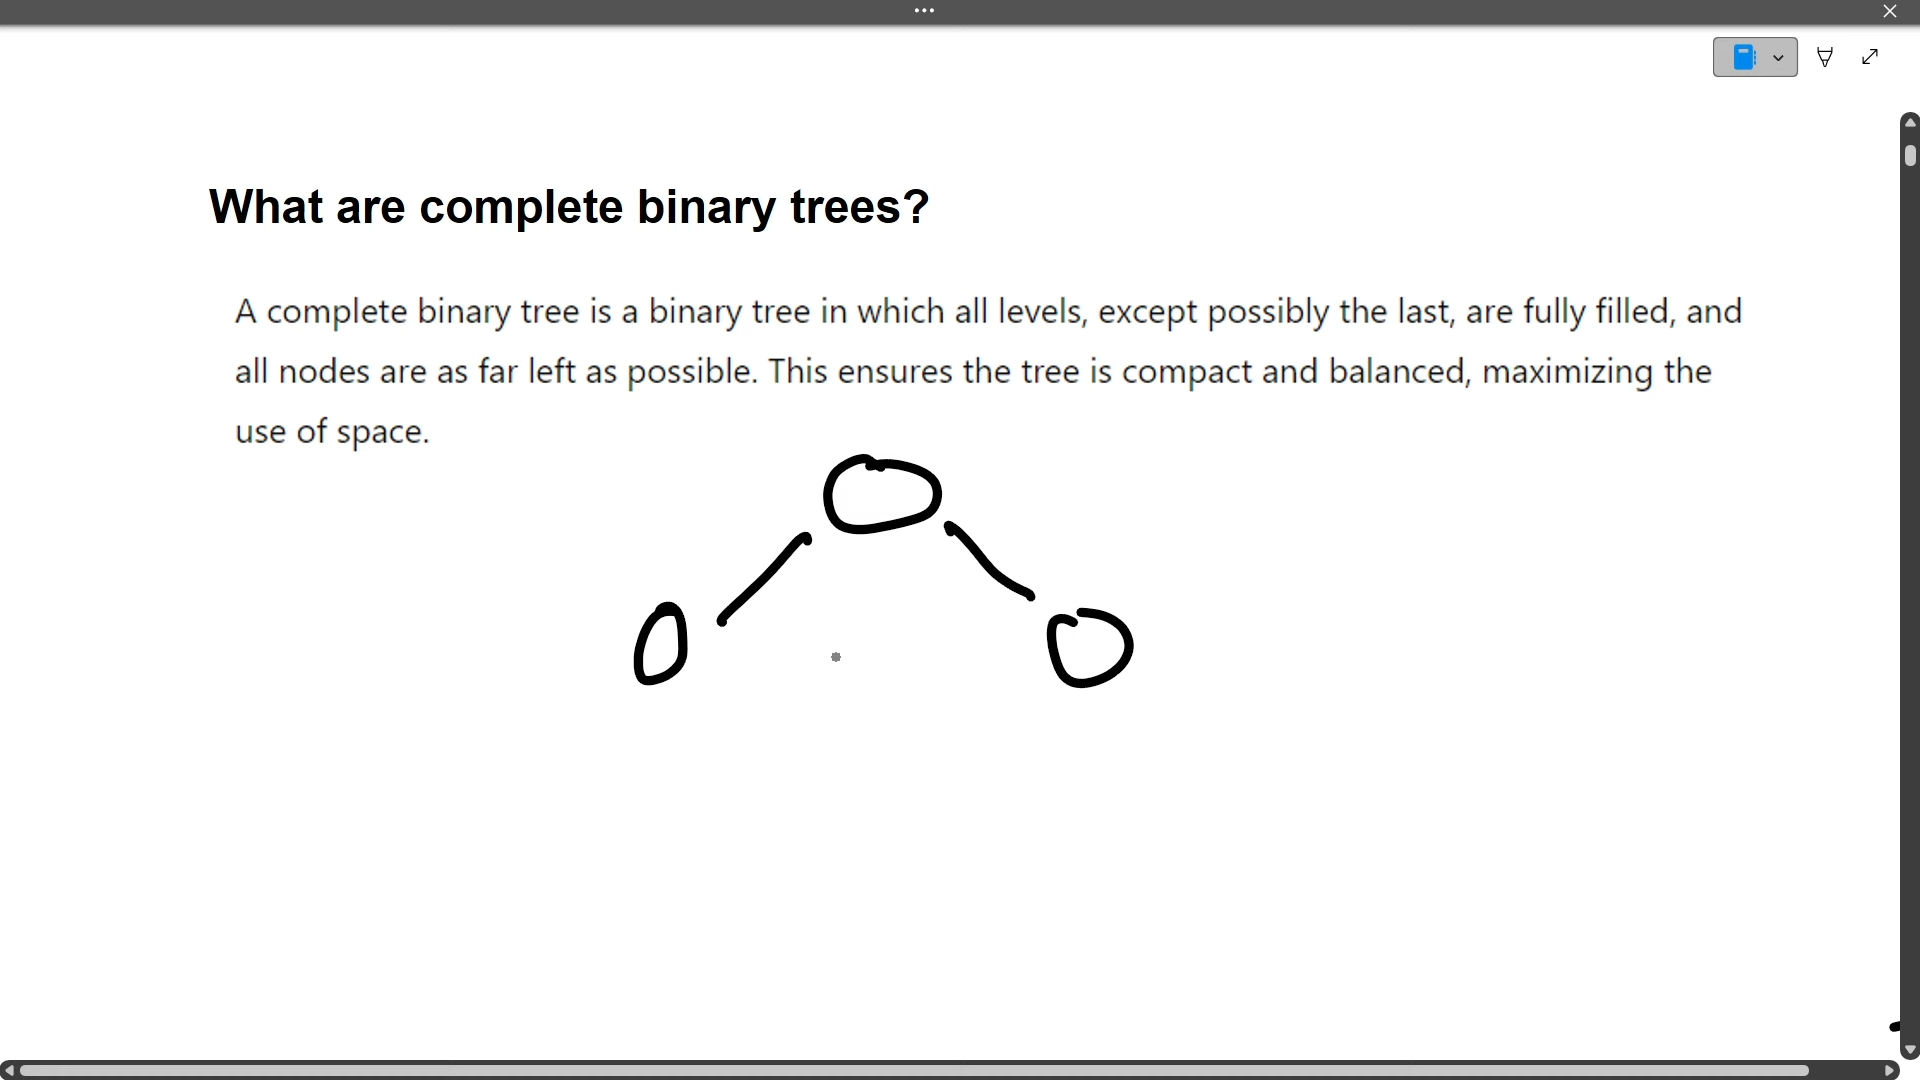 What are complete binary trees?
A complete binary tree is a binary tree in which all levels, except possibly the last, are fully filled, and
all nodes are as far left as possible. This ensures the tree is compact and balanced, maximizing the
use of space.